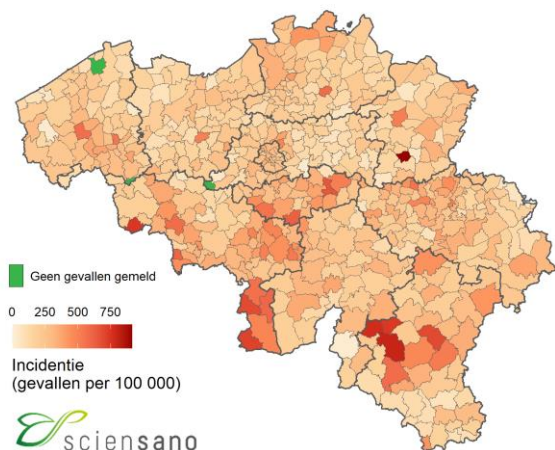 Geen gevallen gemeld
0 250 500 750
Incidentie
(gevallen per 100 000)
sciensano